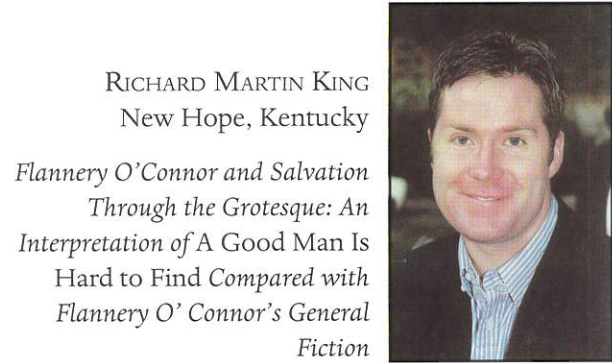 RICHARD MARTIN KING
New Hope, Kentucky
Flannery O'Connor and Salvation
Through the Grotesque: An
Interpretation of A Good Man Is
Hard to Find Compared with
Flannery O' Connor's General
Fiction